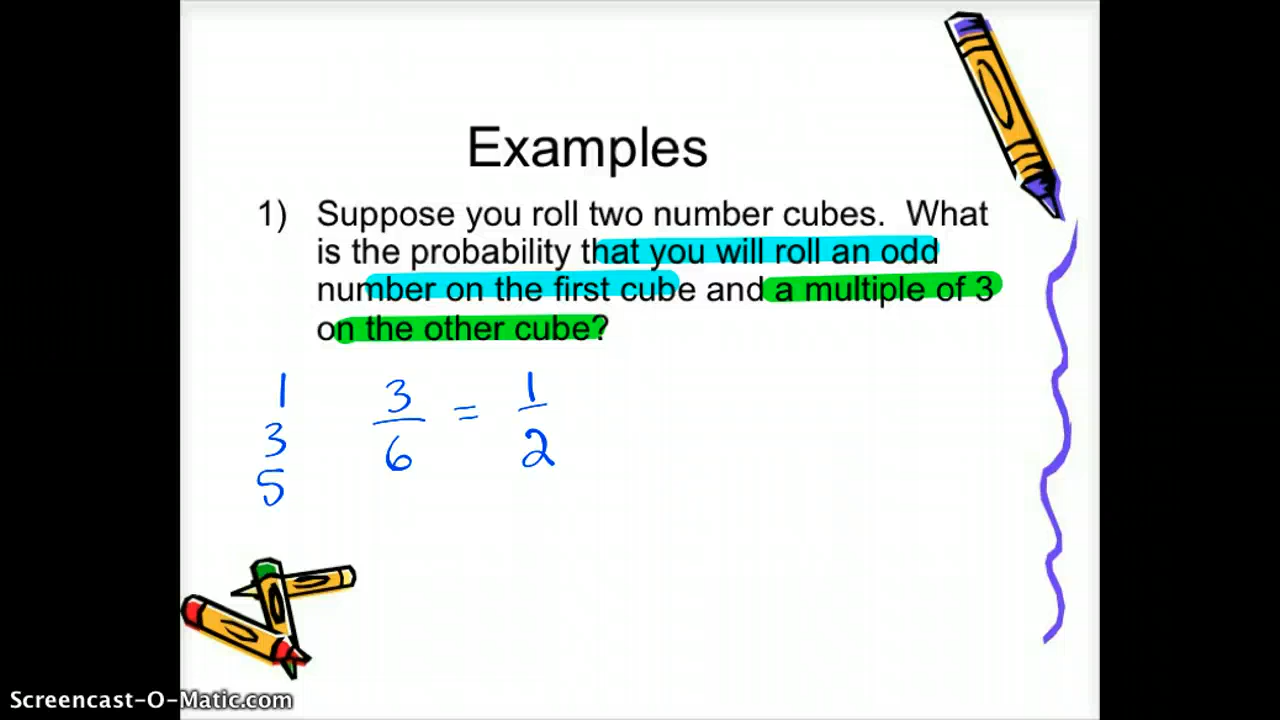 Examples
1) Suppose you roll two number cubes. What
is the probability that you will roll an odd
number on the first cube and a multiple of 3
on the other cube?
1
3
5
3/6 = 1/2
Screencast-O-Matic.com